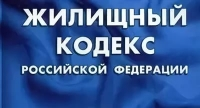 ЖИЛИЩНЫЙ
КОДЕКС
РОССИЙСКОЙ ФЕДЕРАЦИИ